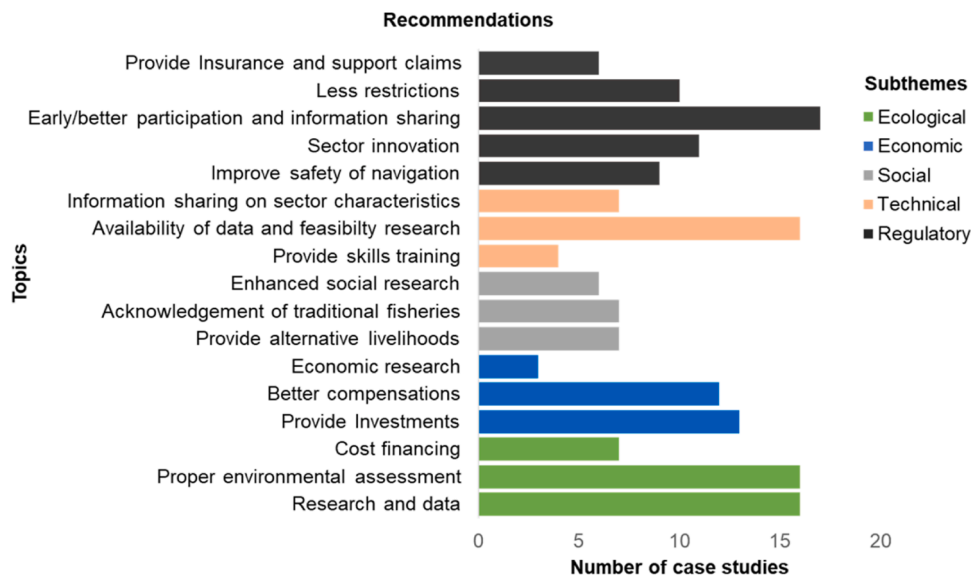 Recommendations
Provide Insurance and support claims
Less restrictions
Early/better participation and information sharing
Sector innovation
Improve safety of navigation
Information sharing on sector characteristics
Availability of data and feasibilty research
Provide skills training
Enhanced social research
Acknowledgement of traditional fisheries
Provide alternative livelihoods
Economic research
Better compensations
Provide Investments
Cost financing
Proper environmental assessment
Research and data
Topics
0 5 10 15 20
Number of case studies
Subthemes
Ecological
Economic
Social
Technical
Regulatory